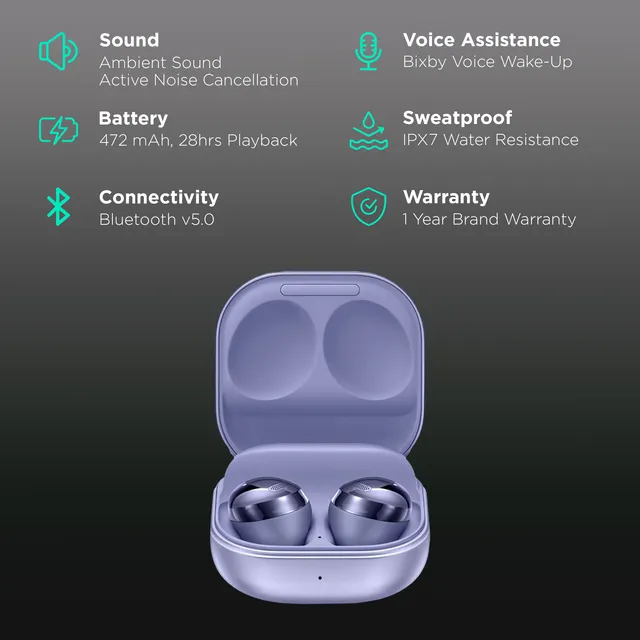 Sound
Ambient Sound
Active Noise Cancellation
Voice Assistance
Bixby Voice Wake-Up
Battery
472 mAh, 28hrs Playback
Sweatproof
IPX7 Water Resistance
Connectivity
Bluetooth v5.0
Warranty
1 Year Brand Warranty